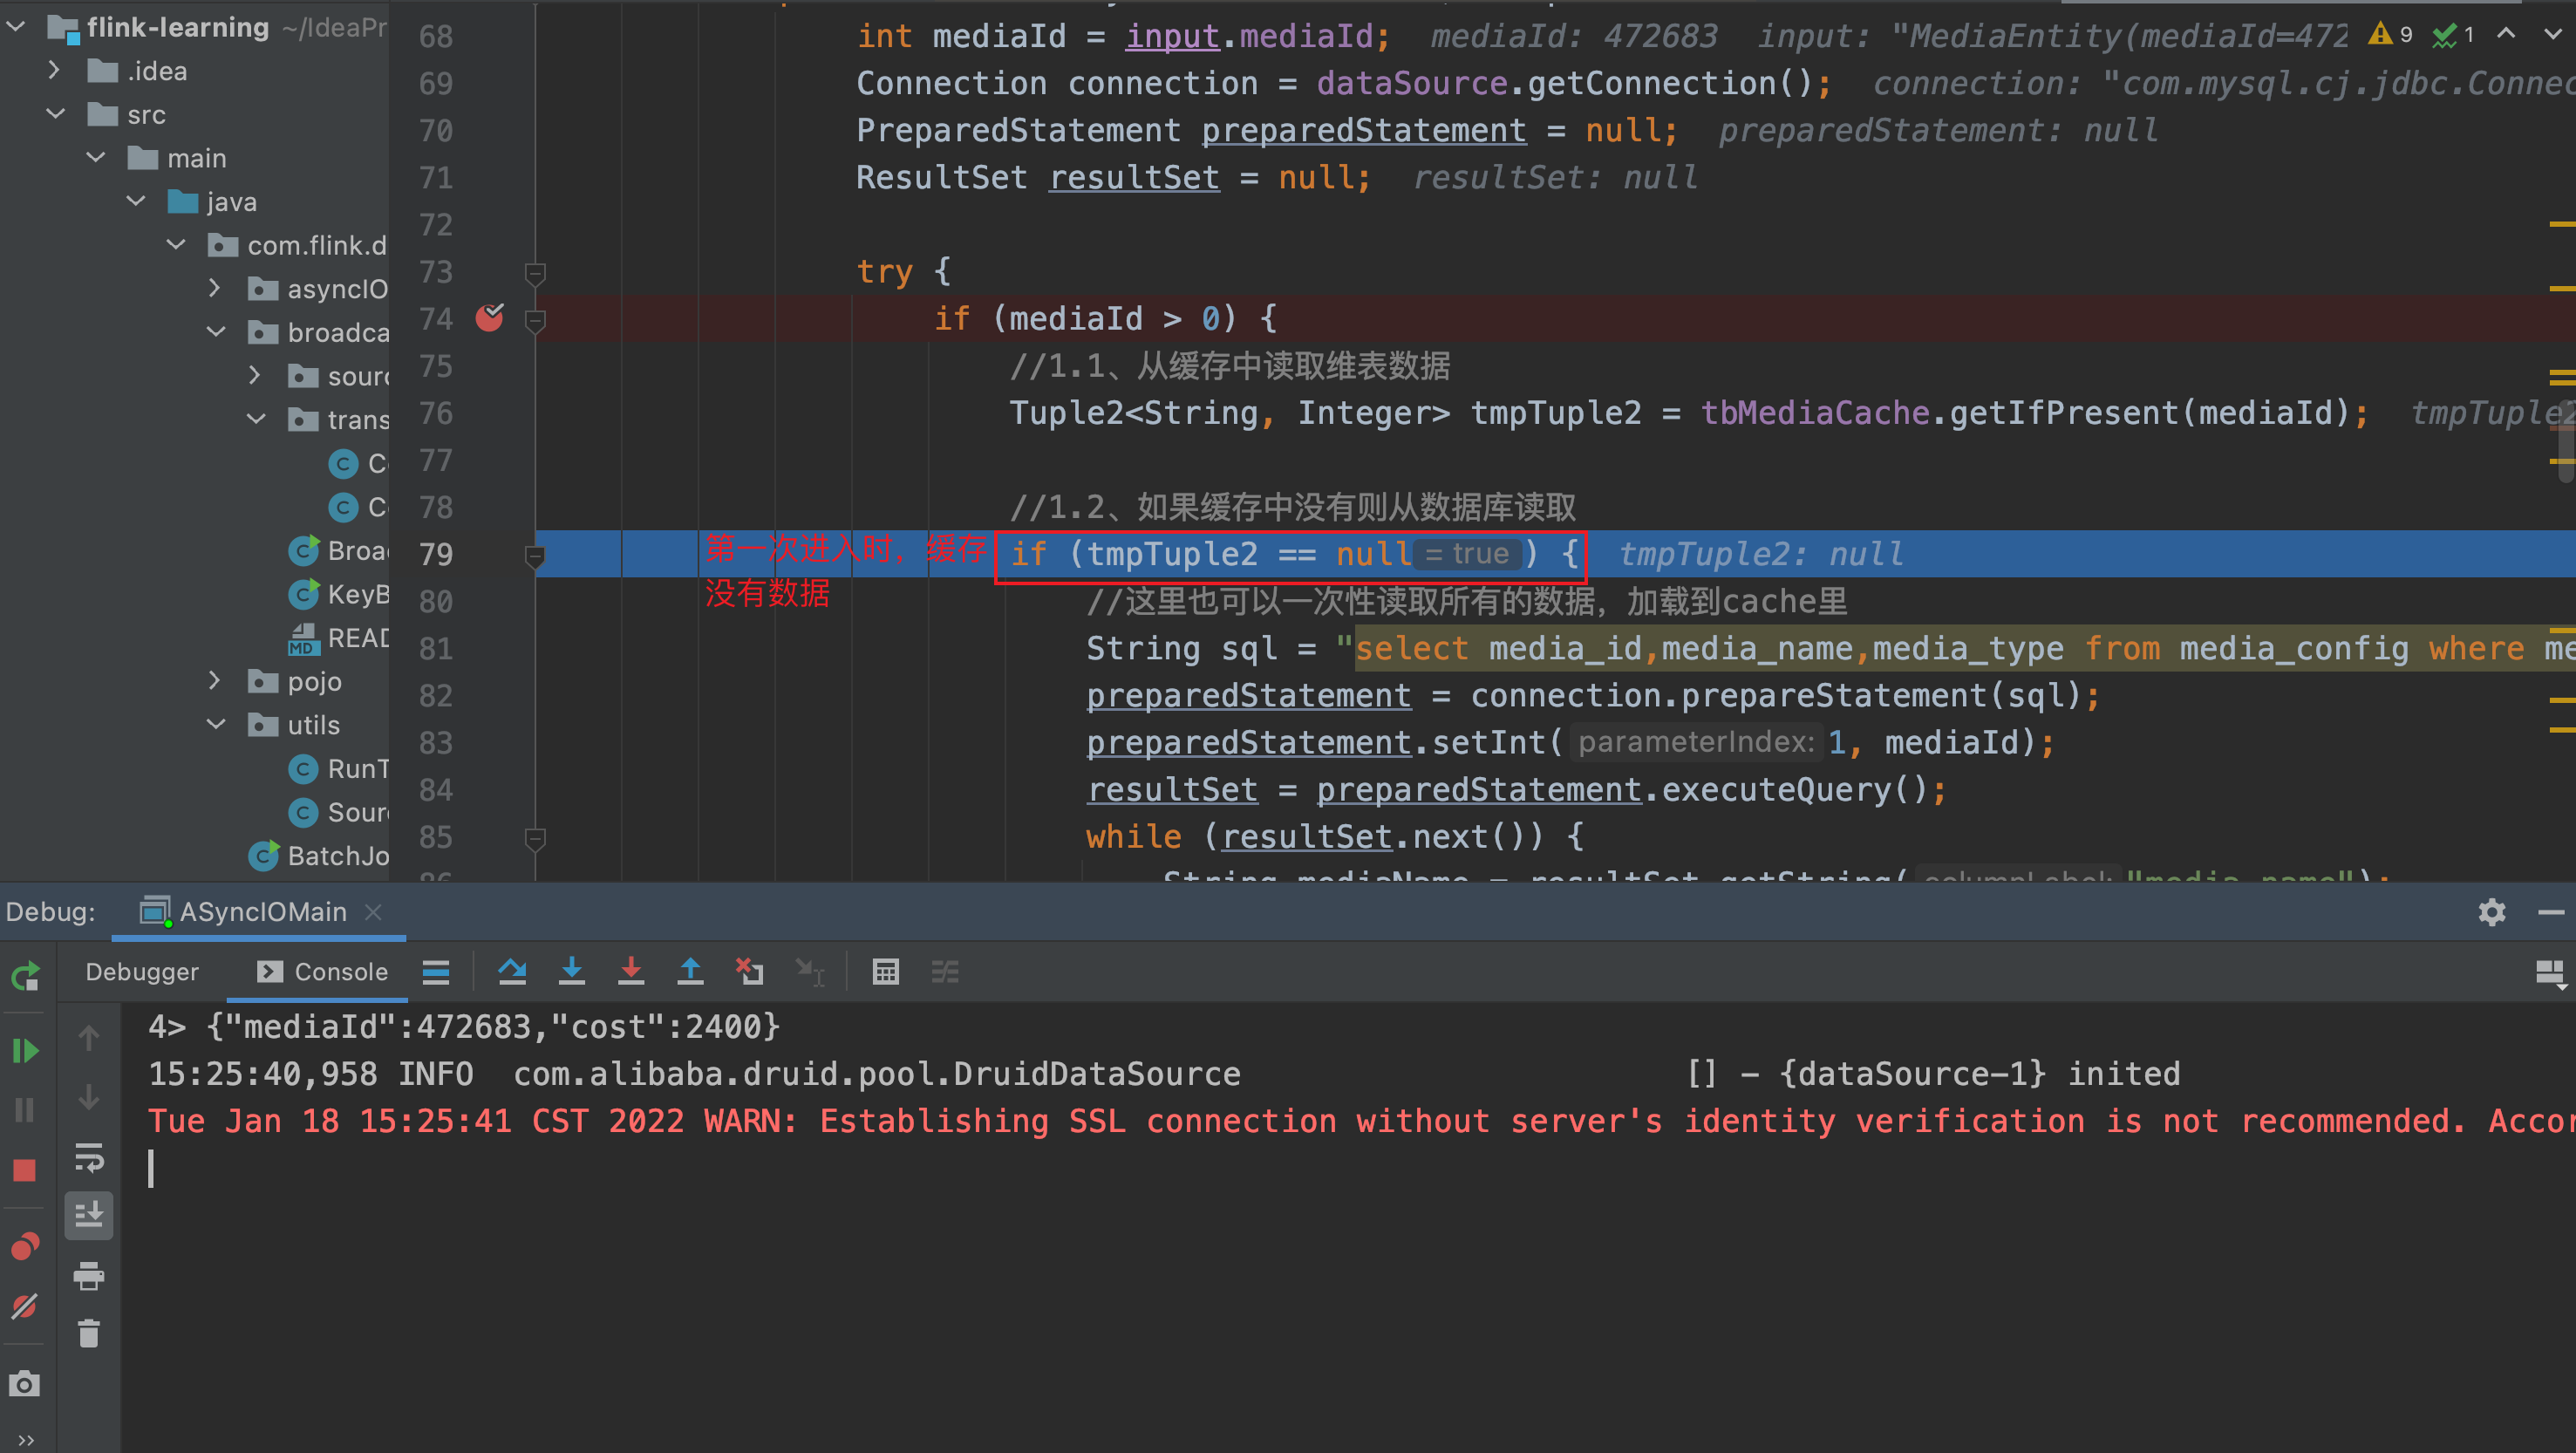 flink-learning ~/IdeaPr
.idea
src
main
java
com.flink.d
asyncIO
broadca
sourc
trans
C
C
Broad
KeyB
READ
pojo
utils
RunT
Sour
BatchJo
68 int mediaId = input.mediaId; mediaId: 472683 input: "MediaEntity(mediaId=472 9 1
69 Connection connection = dataSource.getConnection(); connection: "com.mysql.cj.jdbc.Connec
70 PreparedStatement preparedStatement = null; preparedStatement: null
71 ResultSet resultSet = null; resultSet: null
72
73 try {
74 if (mediaId > 0) {
75 //1.1、从缓存中读取维表数据
76 Tuple2<String, Integer> tmpTuple2 = tbMediaCache.getIfPresent(mediaId); tmpTuple2
77
78 //1.2、如果缓存中没有则从数据库读取
79 第一次进入时，缓存 if (tmpTuple2 == null = true ) { tmpTuple2: null
没有数据
80 //这里也可以一次性读取所有的数据，加载到cache里
81 String sql = "select media_id,media_name,media_type from media_config where me
82 preparedStatement = connection.prepareStatement(sql);
83 preparedStatement.setInt( parameterIndex: 1, mediaId);
84 resultSet = preparedStatement.executeQuery();
85 while (resultSet.next()) {
86 String mediaName = resultSet.getString( columnLabel: "media_name");
Debug: ASyncIOMain
Debugger Console
4> {"mediaId":472683,"cost":2400}
15:25:40,958 INFO com.alibaba.druid.pool.DruidDataSource [] - {dataSource-1} inited
Tue Jan 18 15:25:41 CST 2022 WARN: Establishing SSL connection without server's identity verification is not recommended. Accor